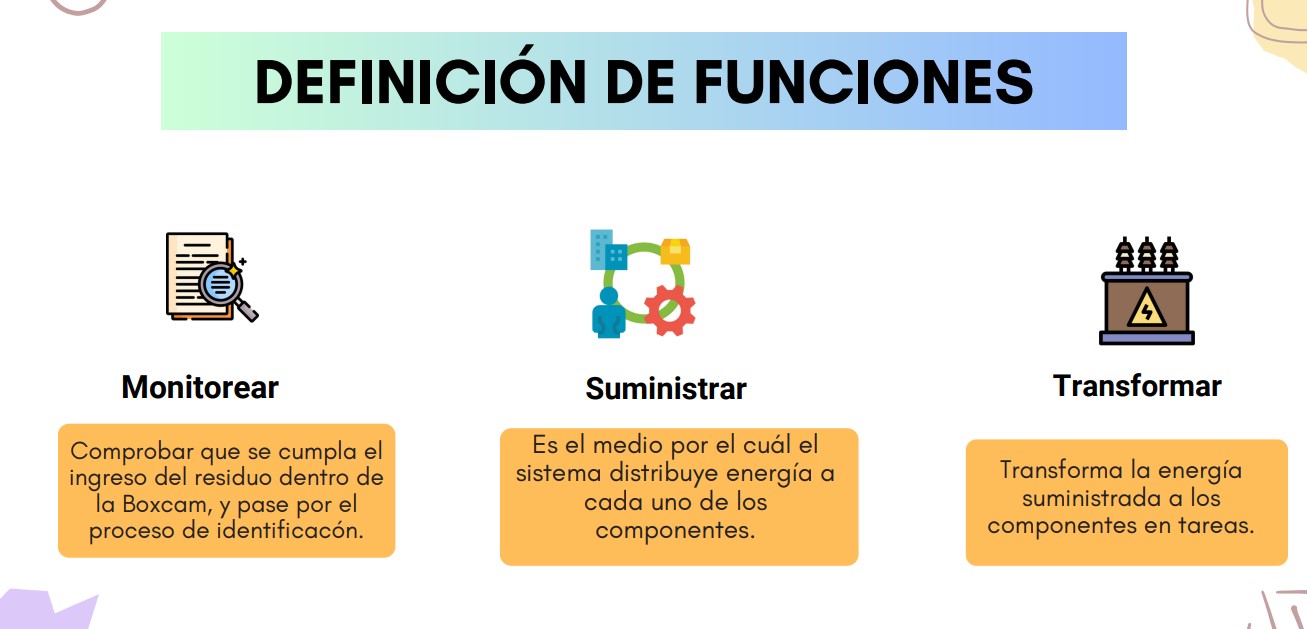 DEFINICIÓN DE FUNCIONES
Monitorear
Comprobar que se cumpla el
ingreso del residuo dentro de
la Boxcam, y pase por el
proceso de identificacón.
Suministrar
Es el medio por el cuál el
sistema distribuye energía a
cada uno de los
componentes.
Transformar
Transforma la energía
suministrada a los
componentes en tareas.